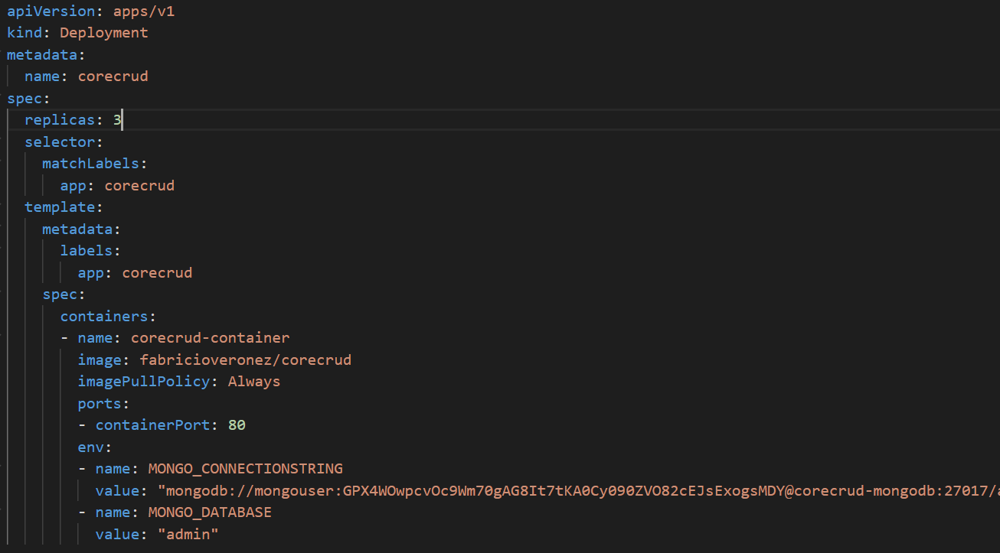 apiVersion: apps/v1
kind: Deployment
metadata:
  name: corecrud
spec:
  replicas: 3
  selector:
    matchLabels:
      app: corecrud
  template:
    metadata:
      labels:
        app: corecrud
    spec:
      containers:
      - name: corecrud-container
        image: fabricioveronez/corecrud
        imagePullPolicy: Always
        ports:
        - containerPort: 80
        env:
        - name: MONGO_CONNECTIONSTRING
          value: "mongodb://mongouser:GPX4WOwpcvOc9Wm70gAG8It7tKA0Cy090ZVO82cEJsExogsMDY@corecrud-mongodb:27017/
        - name: MONGO_DATABASE
          value: "admin"